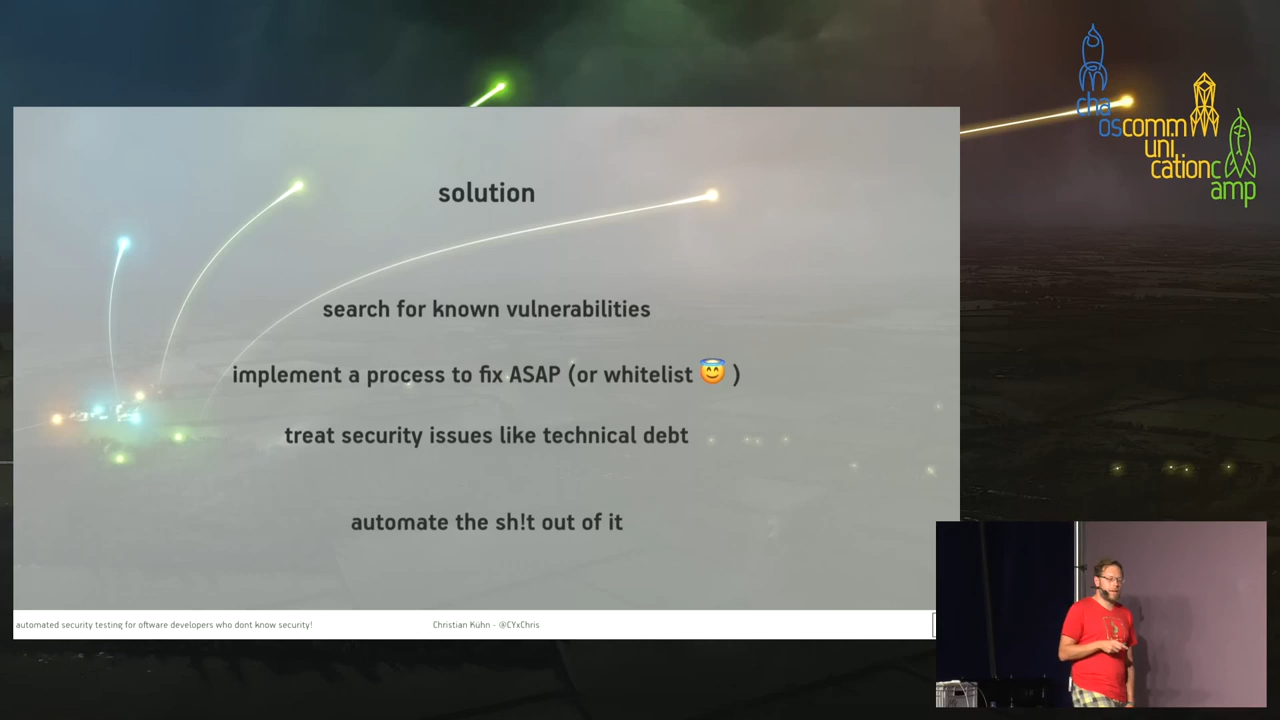 cha
oscomm
uni
cationc
amp
solution
search for known vulnerabilities
implement a process to fix ASAP (or whitelist 😇 )
treat security issues like technical debt
automate the sh!t out of it
automated security testing for oftware developers who dont know security!
Christian Kühn - @CYxChris